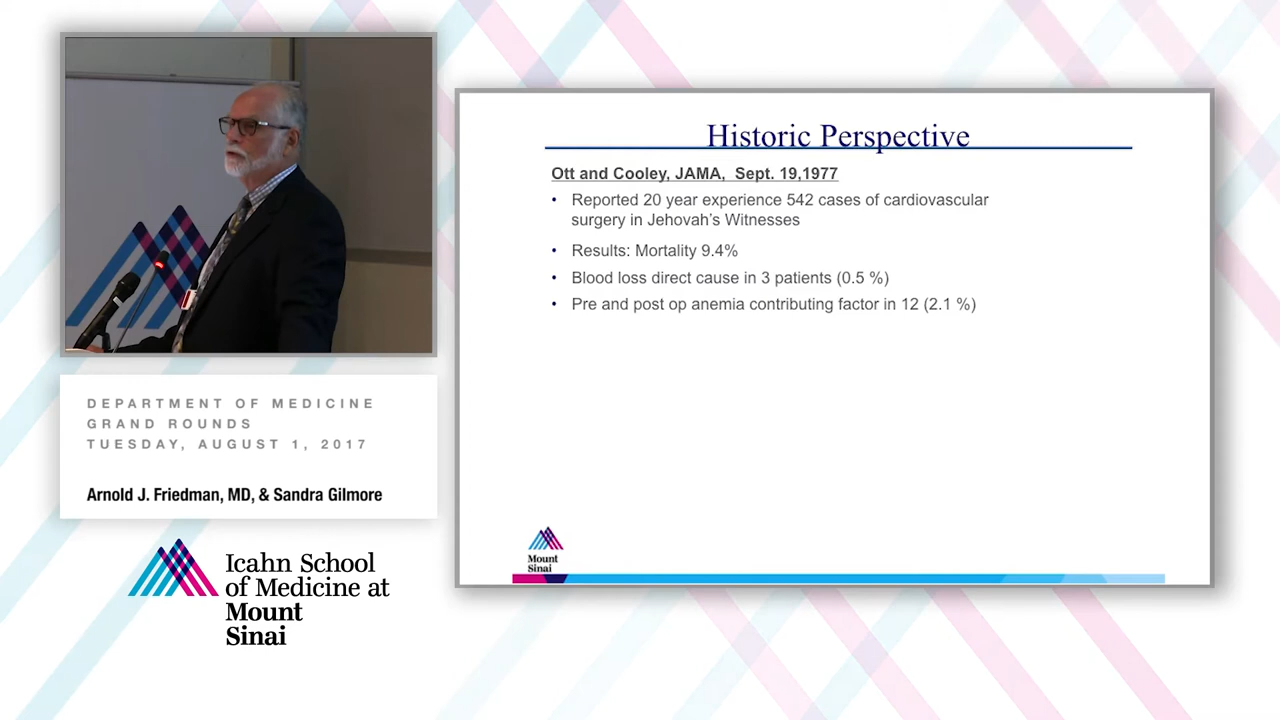 Historic Perspective
Ott and Cooley, JAMA, Sept. 19,1977
• Reported 20 year experience 542 cases of cardiovascular
surgery in Jehovah's Witnesses
• Results: Mortality 9.4%
• Blood loss direct cause in 3 patients (0.5 %)
• Pre and post op anemia contributing factor in 12 (2.1 %)
Mount
Sinai
DEPARTMENT OF MEDICINE
GRAND ROUNDS
TUESDAY, AUGUST 1, 2017
Arnold J. Friedman, MD, & Sandra Gilmore
Icahn School
of Medicine at
Mount
Sinai